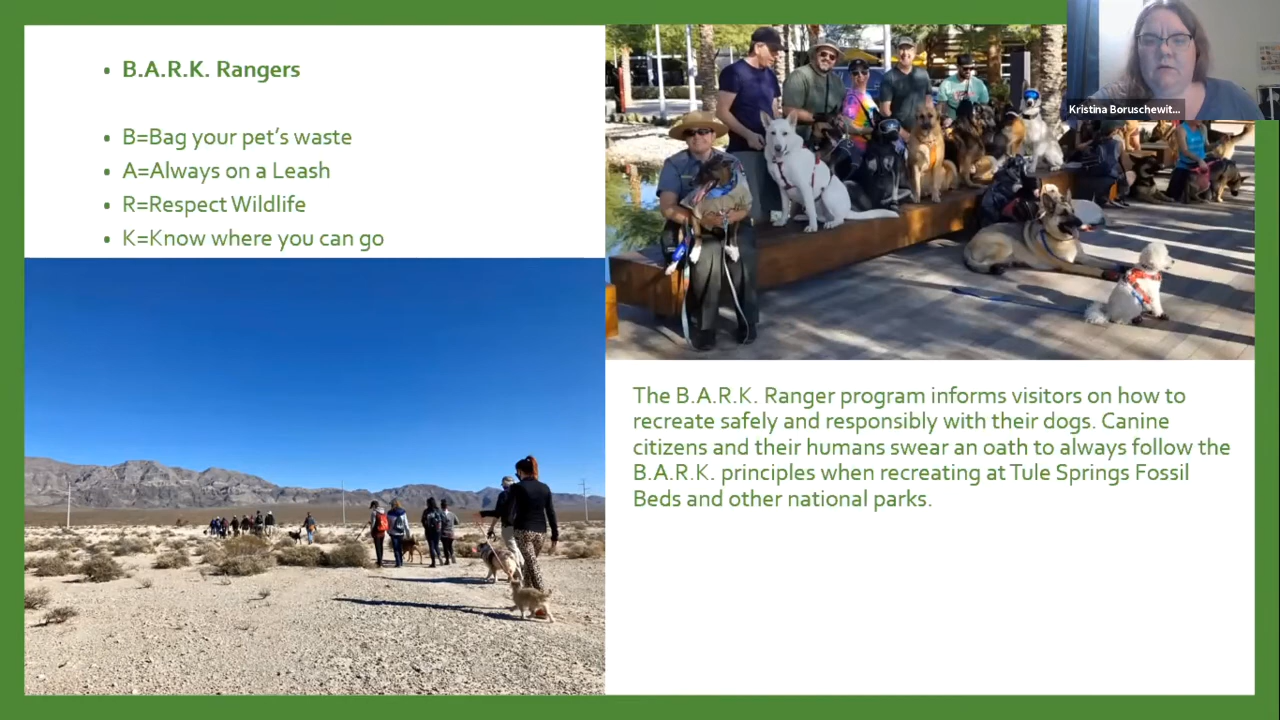 B.A.R.K. Rangers
B=Bag your pet's waste
A=Always on a Leash
R=Respect Wildlife
K=Know where you can go
Kristina Boruschewit...
The B.A.R.K. Ranger program informs visitors on how to
recreate safely and responsibly with their dogs. Canine
citizens and their humans swear an oath to always follow the
B.A.R.K. principles when recreating at Tule Springs Fossil
Beds and other national parks.